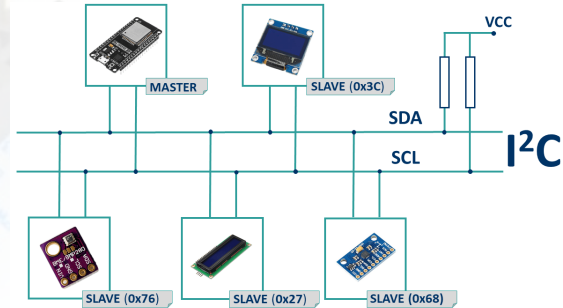 VCC
MASTER
SLAVE (0x3C)
SDA
SCL
I²C
SLAVE (0x76)
SLAVE (0x27)
SLAVE (0x68)